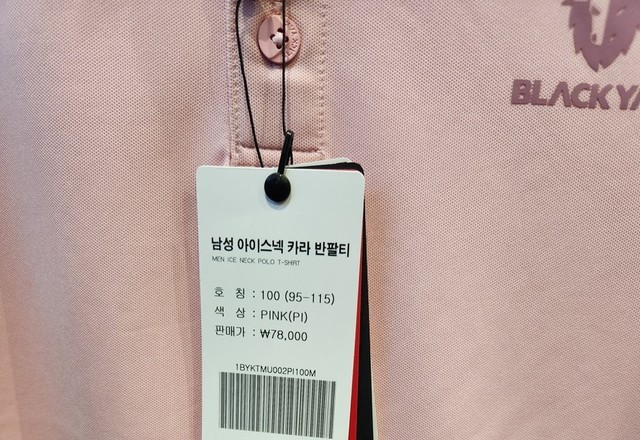 BLACKYA
남성 아이스넥 카라 반팔티
MEN ICE NECK POLO T-SHIRT
호 칭 : 100 (95-115)
색 상 : PINK(PI)
판매가 : ₩78,000
1BYKTMU002PI100M